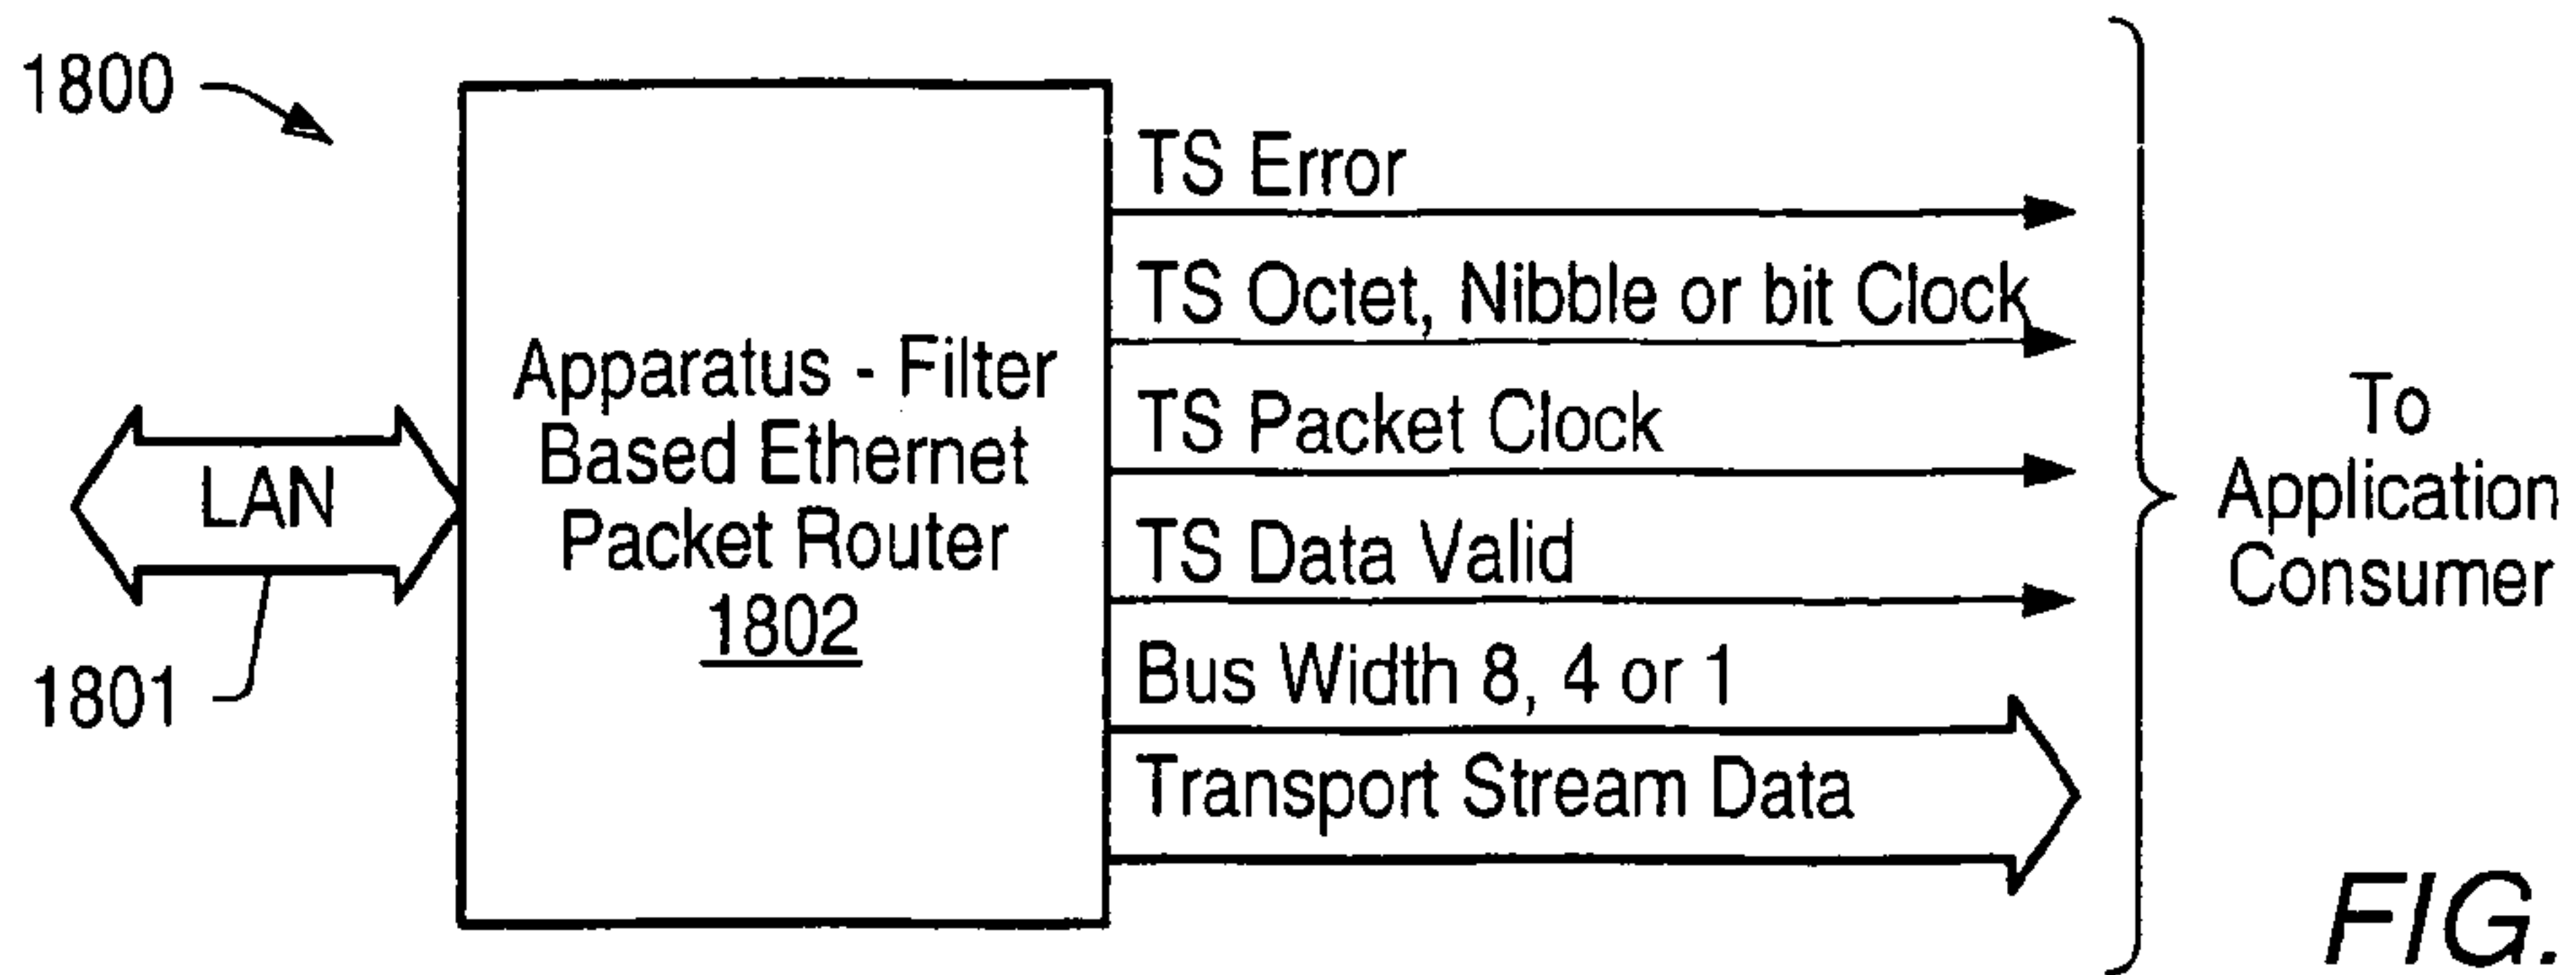 1800
TS Error
TS Octet, Nibble or bit Clock
Apparatus - Filter
Based Ethernet
Packet Router
1802
TS Packet Clock
LAN
TS Data Valid
1801
Bus Width 8, 4 or 1
Transport Stream Data
To
Application
Consumer
FIG.